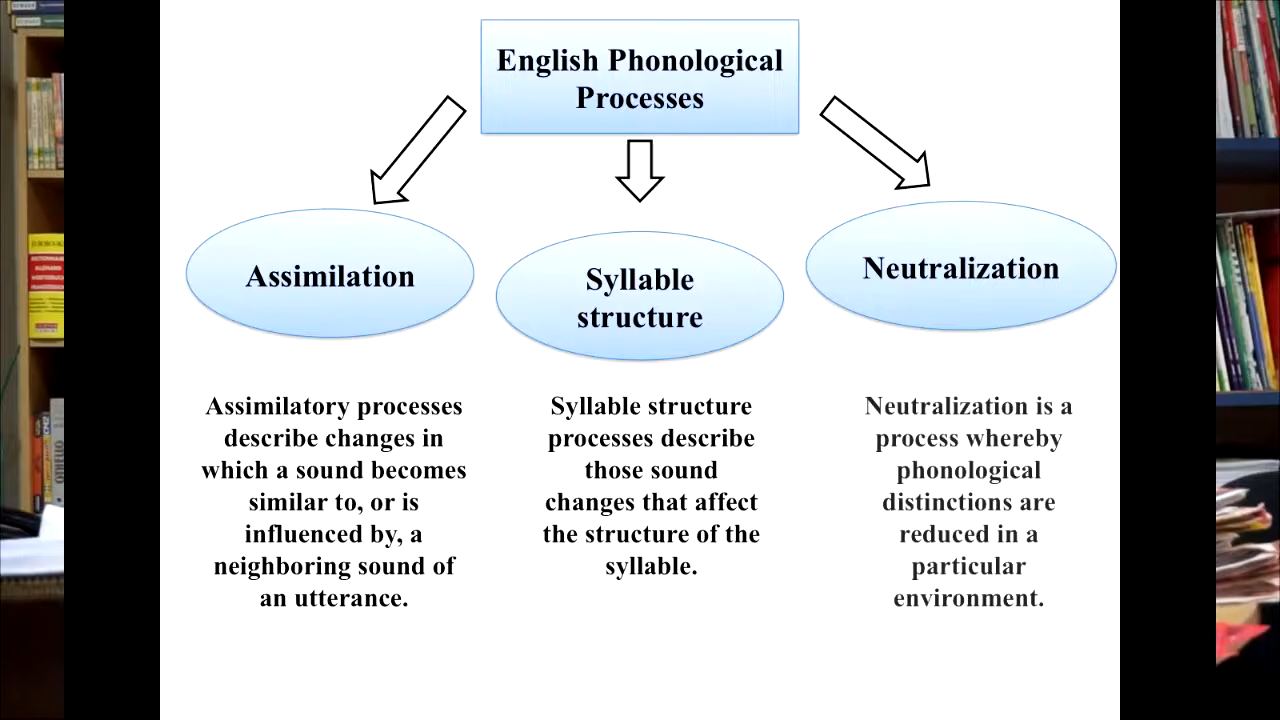 English Phonological
Processes
Assimilation
Syllable
structure
Neutralization
Assimilatory processes
describe changes in
which a sound becomes
similar to, or is
influenced by, a
neighboring sound of
an utterance.
Syllable structure
processes describe
those sound
changes that affect
the structure of the
syllable.
Neutralization is a
process whereby
phonological
distinctions are
reduced in a
particular
environment.
OTHELLO